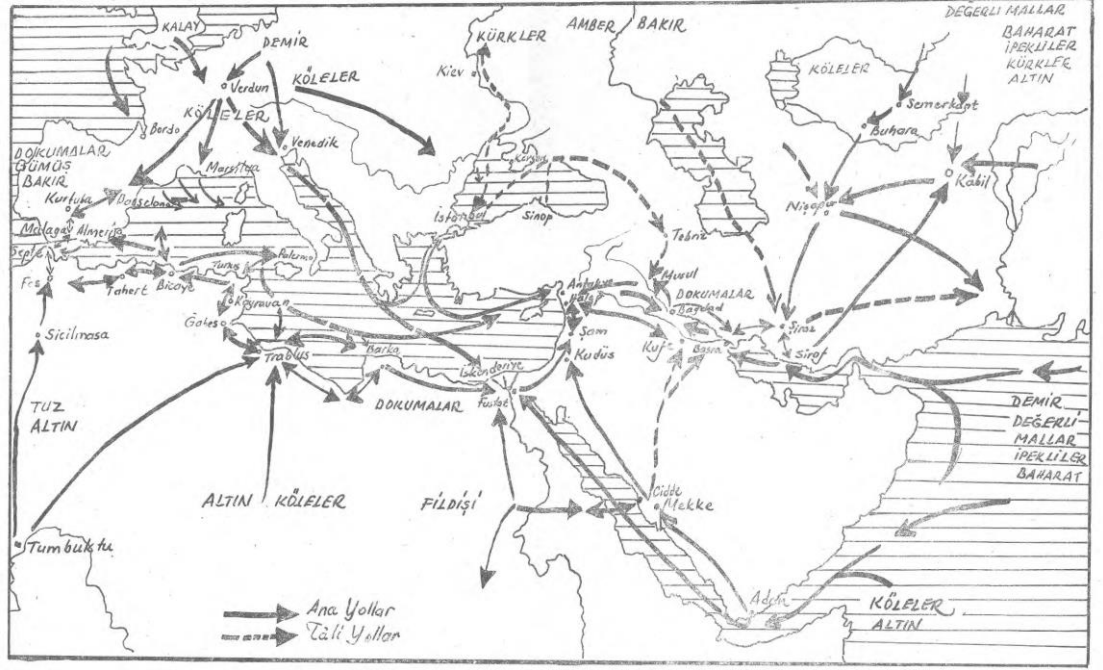 KALAY
DEMİR
KÜRKLER
AMBER BAKIR
DEĞERLİ MALLAR
BAHARAT
İPEKLİLER
KÜRKLER
ALTIN
Kiev
KÖLELER
KÖLELER
Verdun
KÖLELER
Semerkant
Buhara
Bordo
Venedik
DOKUMALAR
GÜMÜŞ
BAKIR
Marsilya
Kerson
Kâbil
Kurtuba
Barselona
Nişapur
İstanbul
Sinop
Malaga
Almeria
Septe
Tunus
Palermo
Tebriz
Fes
Tahert
Bicaye
Musul
Antakya
Halep
DOKUMALAR
Kayravan
Bağdad
Gabes
Şam
Şiraz
Sicilmasa
Kufe
Basra
Siraf
Trablus
Barka
Kudüs
İskenderiye
Fustat
TUZ
ALTIN
DOKUMALAR
DEMİR
DEĞERLİ
MALLAR
İPEKLİLER
BAHARAT
ALTIN KÖLELER
FİLDİŞİ
Cidde
Mekke
Tumbuktu
Aden
KÖLELER
ALTIN
Ana Yollar
Tâli Yollar